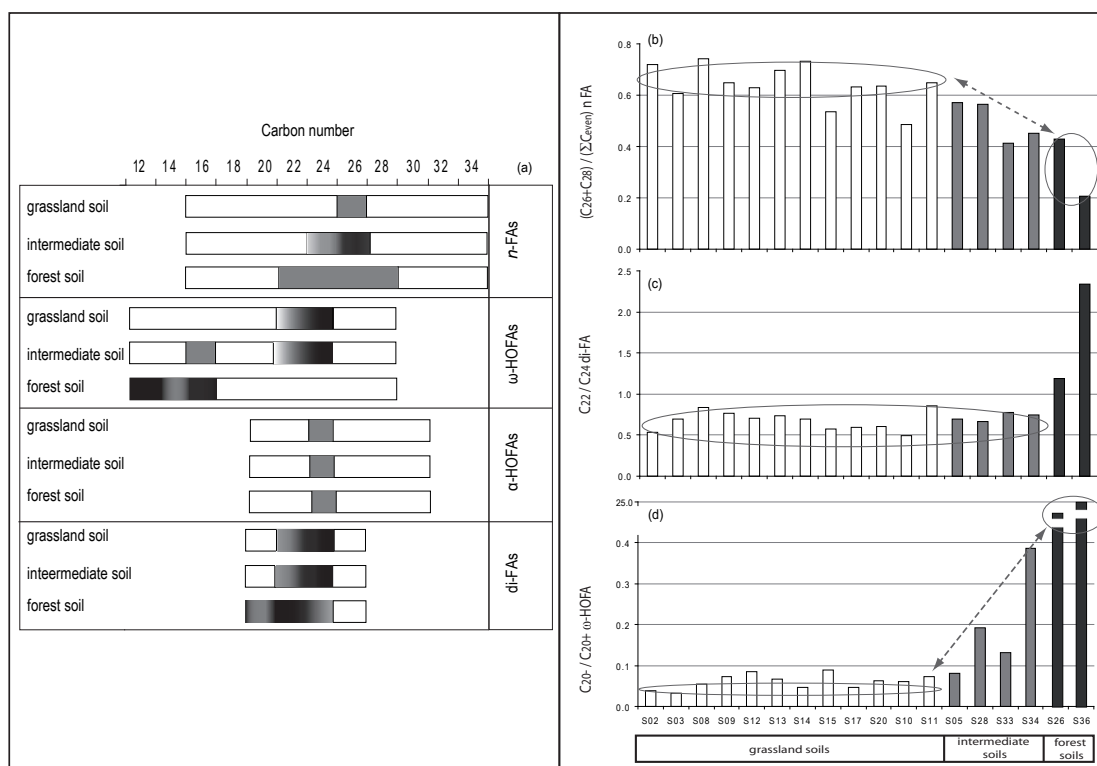 Carbon number
12 14 16 18 20 22 24 26 28 30 32 34
(a)
grassland soil
intermediate soil
forest soil
n-FAs
grassland soil
intermediate soil
forest soil
ω-HOFAs
grassland soil
intermediate soil
forest soil
α-HOFAs
grassland soil
inteermediate soil
forest soil
di-FAs
(b)
(C26+C28) / (ΣCeven) n FA
0.8
0.6
0.4
0.2
0.0
(c)
C22 / C24 di-FA
2.5
2.0
1.5
1.0
0.5
0.0
(d)
C20- / C20+ ω-HOFA
25.0
0.4
0.3
0.2
0.1
0.0
S02 S03 S08 S09 S12 S13 S14 S15 S17 S20 S10 S11 S05 S28 S33 S34 S26 S36
grassland soils
intermediate
soils
forest
soils